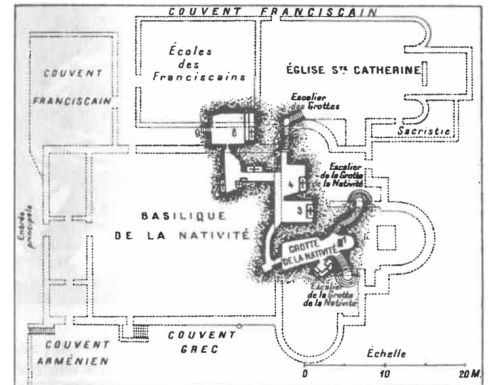 COUVENT FRANCISCAIN
Écoles
des
Franciscains
ÉGLISE STE CATHERINE
COUVENT
FRANCISCAIN
Escalier
des Grottes
Sacristie
8
Escalier
de la Grotte
de la Nativité
4
3
BASILIQUE
DE LA NATIVITÉ
GROTTE
DE LA NATIVITÉ
Entrée
principale
Escalier
de la Grotte
de la Nativité
COUVENT
ARMÉNIEN
COUVENT
GREC
Échelle
0 10 20 M.